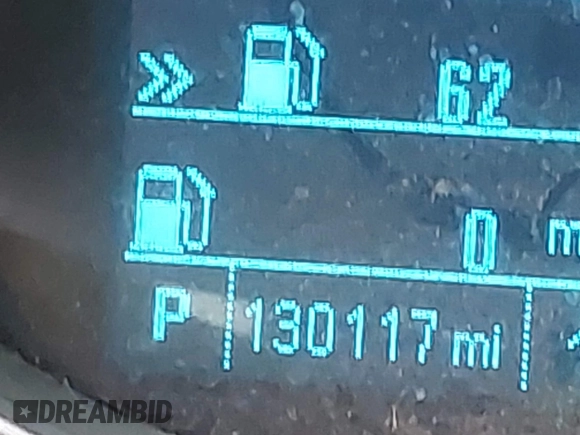 » 62
0 m
P 130117 mi
DREAMBID